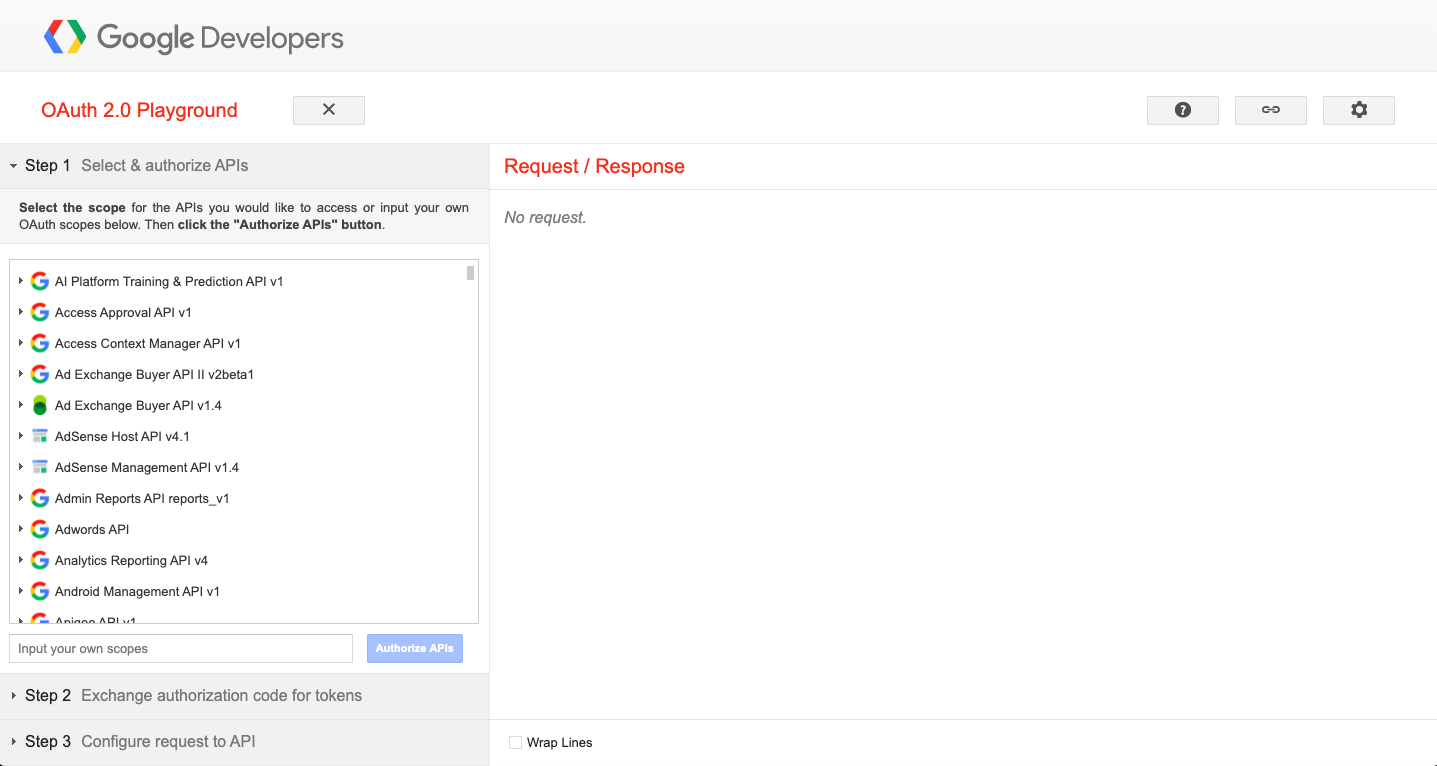 Google Developers
OAuth 2.0 Playground
Step 1 Select & authorize APIs
Select the scope for the APIs you would like to access or input your own
OAuth scopes below. Then click the "Authorize APIs" button.
AI Platform Training & Prediction API v1
Access Approval API v1
Access Context Manager API v1
Ad Exchange Buyer API II v2beta1
Ad Exchange Buyer API v1.4
AdSense Host API v4.1
AdSense Management API v1.4
Admin Reports API reports_v1
Adwords API
Analytics Reporting API v4
Android Management API v1
Apigee API v1
Input your own scopes
Authorize APIs
Step 2 Exchange authorization code for tokens
Step 3 Configure request to API
Request / Response
No request.
Wrap Lines